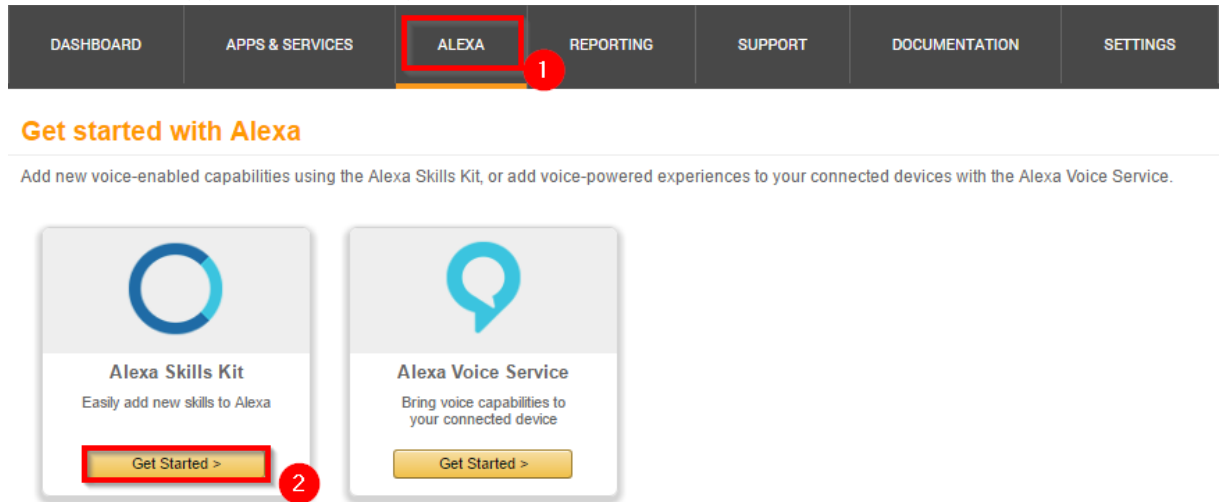 DASHBOARD
APPS & SERVICES
ALEXA
REPORTING
SUPPORT
DOCUMENTATION
SETTINGS
1
Get started with Alexa
Add new voice-enabled capabilities using the Alexa Skills Kit, or add voice-powered experiences to your connected devices with the Alexa Voice Service.
Alexa Skills Kit
Easily add new skills to Alexa
Get Started >
2
Alexa Voice Service
Bring voice capabilities to
your connected device
Get Started >